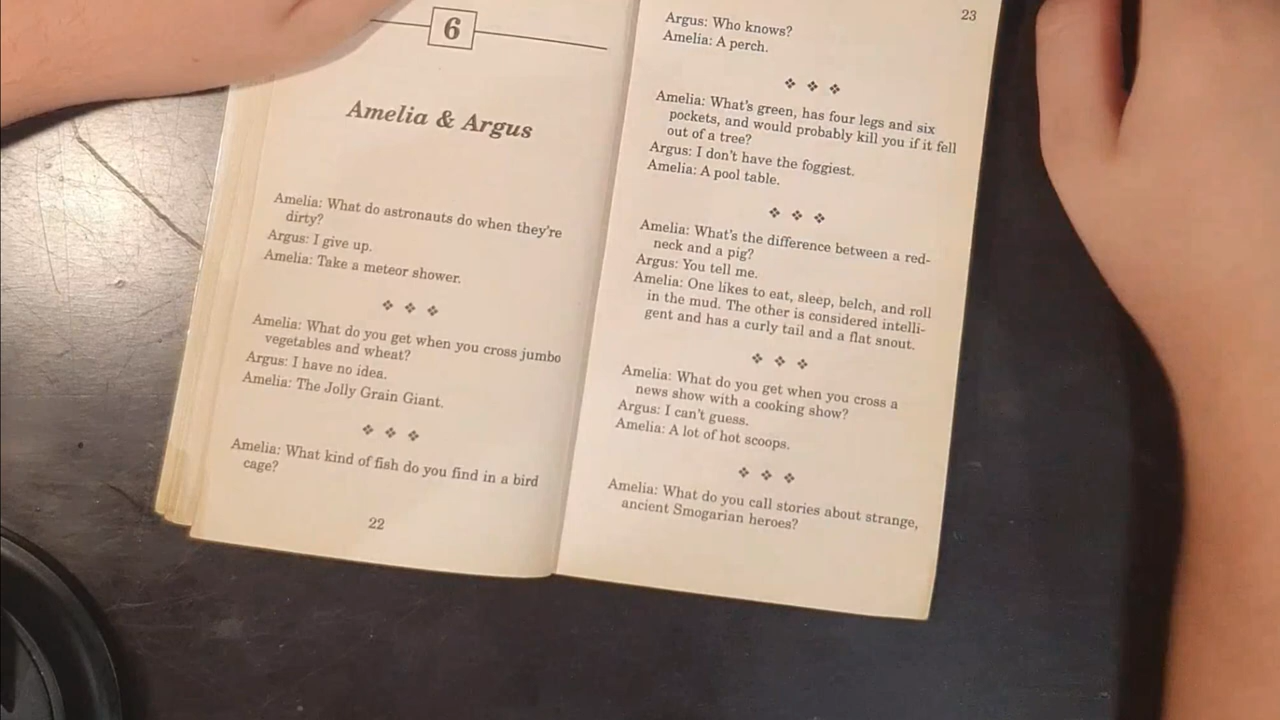 6
Amelia & Argus
Amelia: What do astronauts do when they're
dirty?
Argus: I give up.
Amelia: Take a meteor shower.
Amelia: What do you get when you cross jumbo
vegetables and wheat?
Argus: I have no idea.
Amelia: The Jolly Grain Giant.
Amelia: What kind of fish do you find in a bird
cage?
22
23
Argus: Who knows?
Amelia: A perch.
Amelia: What's green, has four legs and six
pockets, and would probably kill you if it fell
out of a tree?
Argus: I don't have the foggiest.
Amelia: A pool table.
Amelia: What's the difference between a red-
neck and a pig?
Argus: You tell me.
Amelia: One likes to eat, sleep, belch, and roll
in the mud. The other is considered intelli-
gent and has a curly tail and a flat snout.
Amelia: What do you get when you cross a
news show with a cooking show?
Argus: I can't guess.
Amelia: A lot of hot scoops.
Amelia: What do you call stories about strange,
ancient Smogarian heroes?